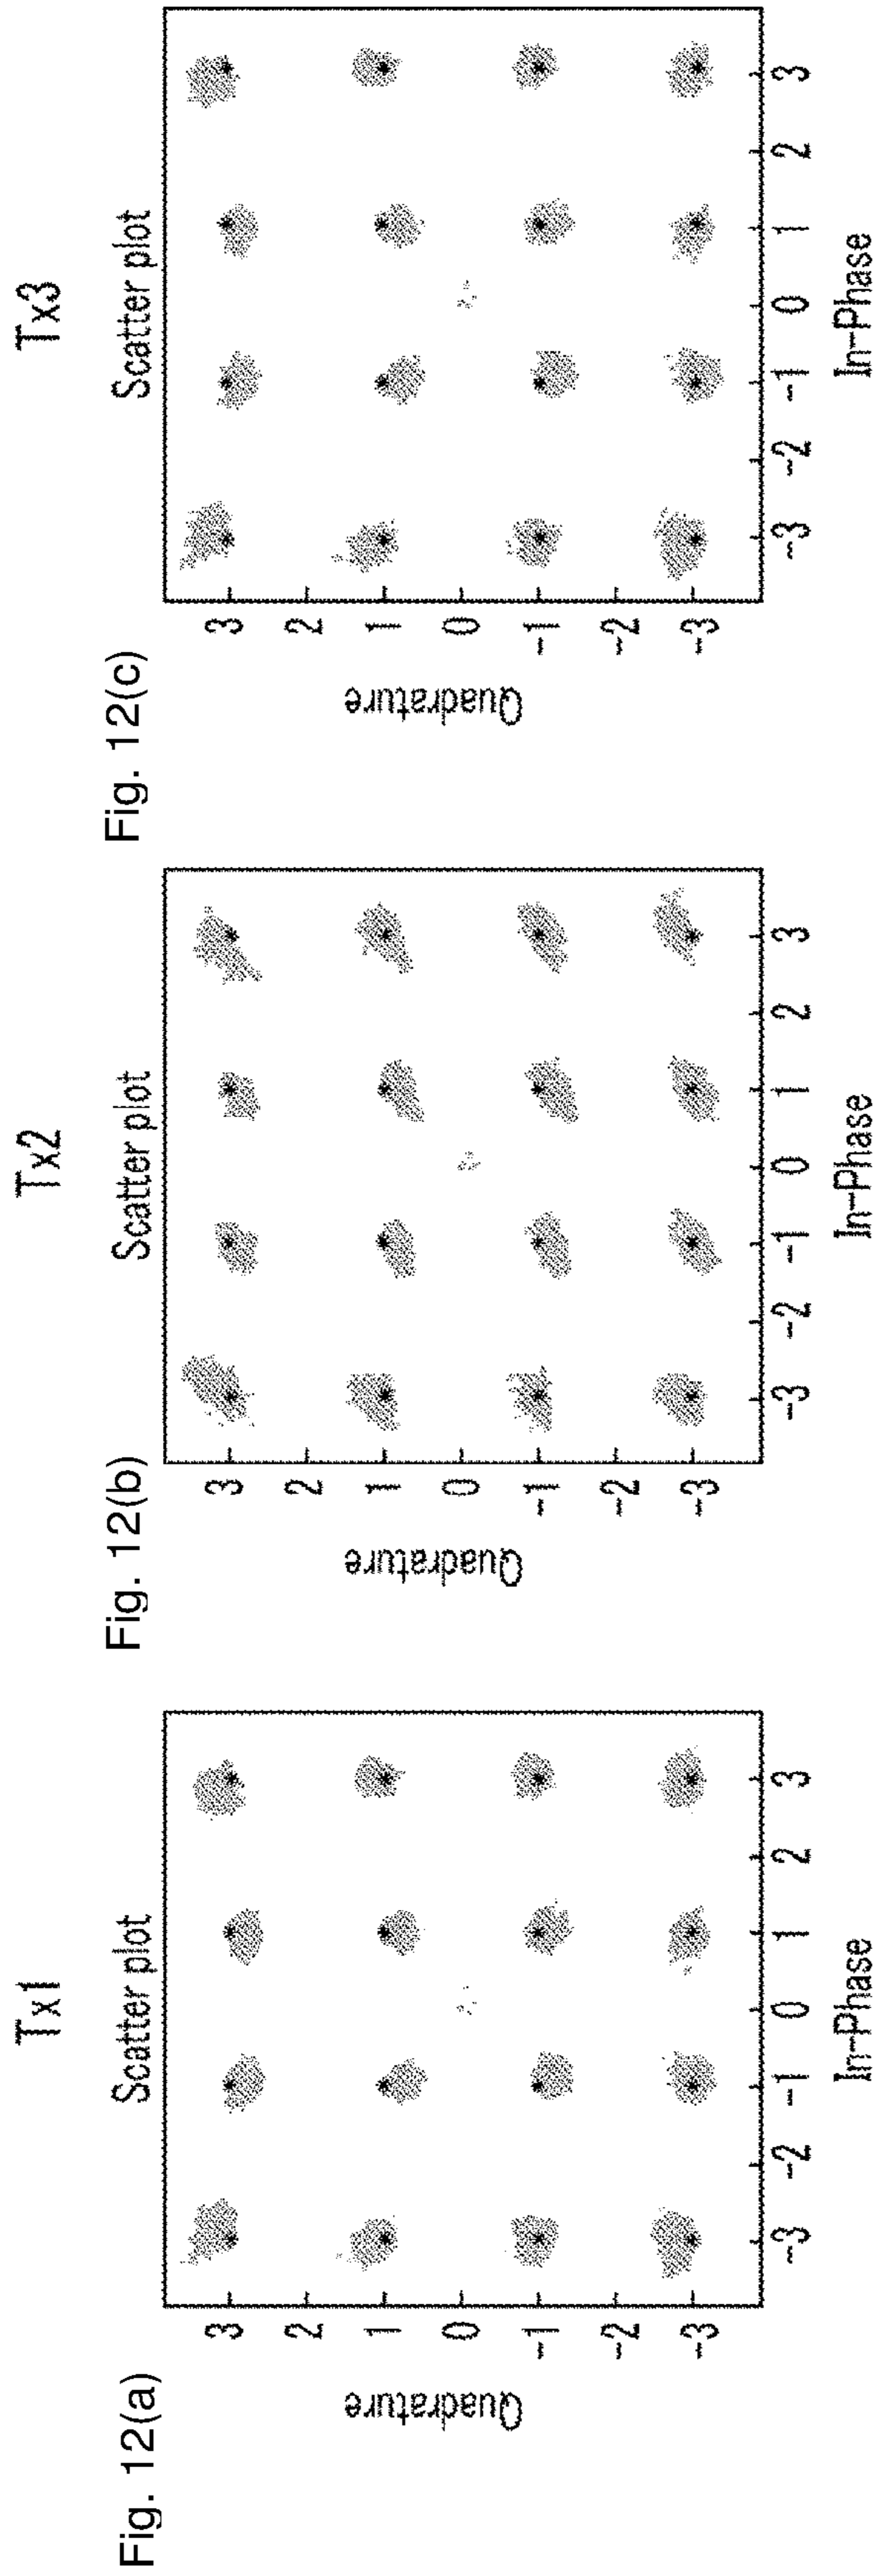 Fig. 12(a)
Tx1
Scatter plot
Quadrature
3
2
1
0
-1
-2
-3
-3
-2
-1
0
1
2
3
In-Phase
Fig. 12(b)
Tx2
Scatter plot
Quadrature
3
2
1
0
-1
-2
-3
-3
-2
-1
0
1
2
3
In-Phase
Fig. 12(c)
Tx3
Scatter plot
Quadrature
3
2
1
0
-1
-2
-3
-3
-2
-1
0
1
2
3
In-Phase